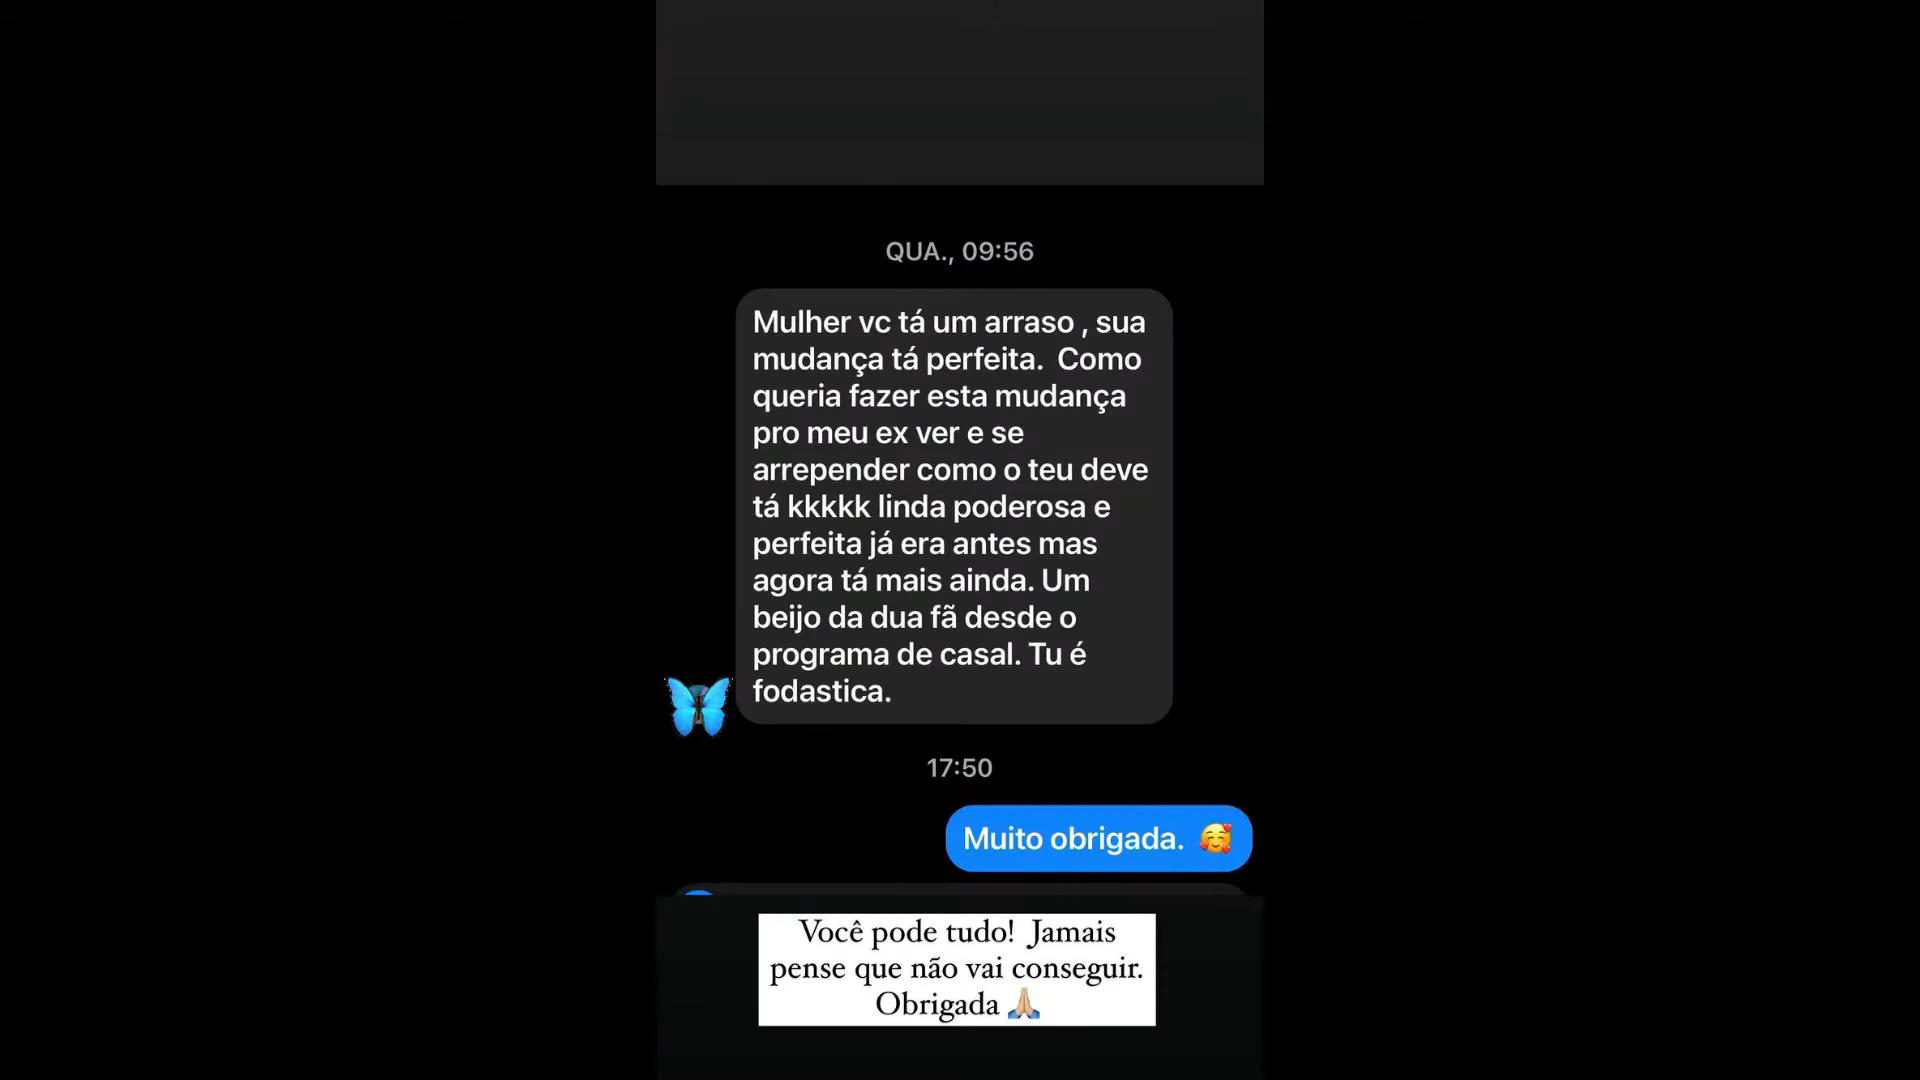 QUA., 09:56
Mulher vc tá um arraso , sua
mudança tá perfeita.  Como
queria fazer esta mudança
pro meu ex ver e se
arrepender como o teu deve
tá kkkkk linda poderosa e
perfeita já era antes mas
agora tá mais ainda. Um
beijo da dua fã desde o
programa de casal. Tu é
fodastica.
17:50
Muito obrigada. 🥰
Você pode tudo!  Jamais
pense que não vai conseguir.
Obrigada 🙏🏼